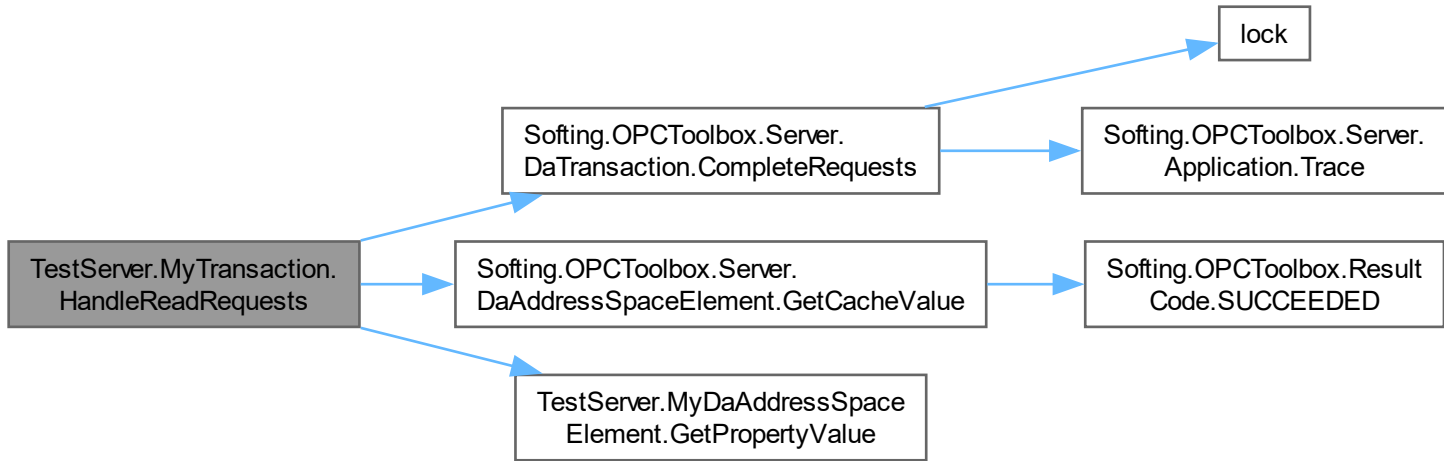 lock
Softing.OPCToolbox.Server.
DaTransaction.CompleteRequests
Softing.OPCToolbox.Server.
Application.Trace
TestServer.MyTransaction.
HandleReadRequests
Softing.OPCToolbox.Server.
DaAddressSpaceElement.GetCacheValue
Softing.OPCToolbox.Result
Code.SUCCEEDED
TestServer.MyDaAddressSpace
Element.GetPropertyValue